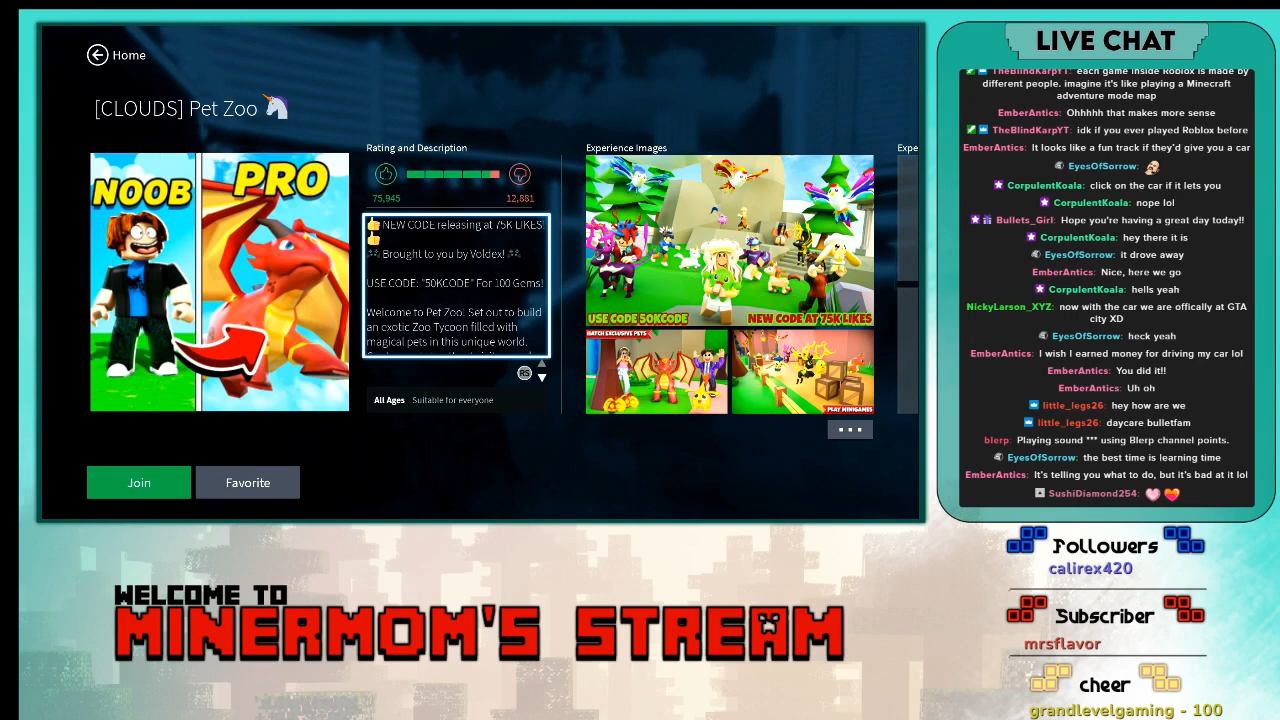 Home
[CLOUDS] Pet Zoo
NOOB
PRO
Rating and Description
75,945
12,881
NEW CODE releasing at 75K LIKES!
Brought to you by Voldex!
USE CODE: "50KCODE" For 100 Gems!
Welcome to Pet Zoo! Set out to build
an exotic Zoo Tycoon filled with
magical pets in this unique world.
RS
All Ages Suitable for everyone
Experience Images
USE CODE 50KCODE
NEW CODE AT 75K LIKES
HATCH EXCLUSIVE PETS
PLAY MINIGAMES
Expe
Join
Favorite
LIVE CHAT
TheBlindKarpYT: each game inside Roblox is made by
different people. imagine it's like playing a Minecraft
adventure mode map
EmberAntics: Ohhhhh that makes more sense
TheBlindKarpYT: idk if you ever played Roblox before
EmberAntics: It looks like a fun track if they'd give you a car
EyesOfSorrow:
CorpulentKoala: click on the car if it lets you
CorpulentKoala: nope lol
Bullets_Girl: Hope you're having a great day today!!
CorpulentKoala: hey there it is
EyesOfSorrow: it drove away
EmberAntics: Nice, here we go
CorpulentKoala: hells yeah
NickyLarson_XYZ: now with the car we are offically at GTA
city XD
EyesOfSorrow: heck yeah
EmberAntics: I wish I earned money for driving my car lol
EmberAntics: You did it!!
EmberAntics: Uh oh
little_legs26: hey how are we
little_legs26: daycare bulletfam
blerp: Playing sound *** using Blerp channel points.
EyesOfSorrow: the best time is learning time
EmberAntics: It's telling you what to do, but it's bad at it lol
SushiDiamond254:
Followers
calirex420
Subscriber
mrsflavor
cheer
grandlevelgaming - 100
WELCOME TO
MINERMOM'S STREAM